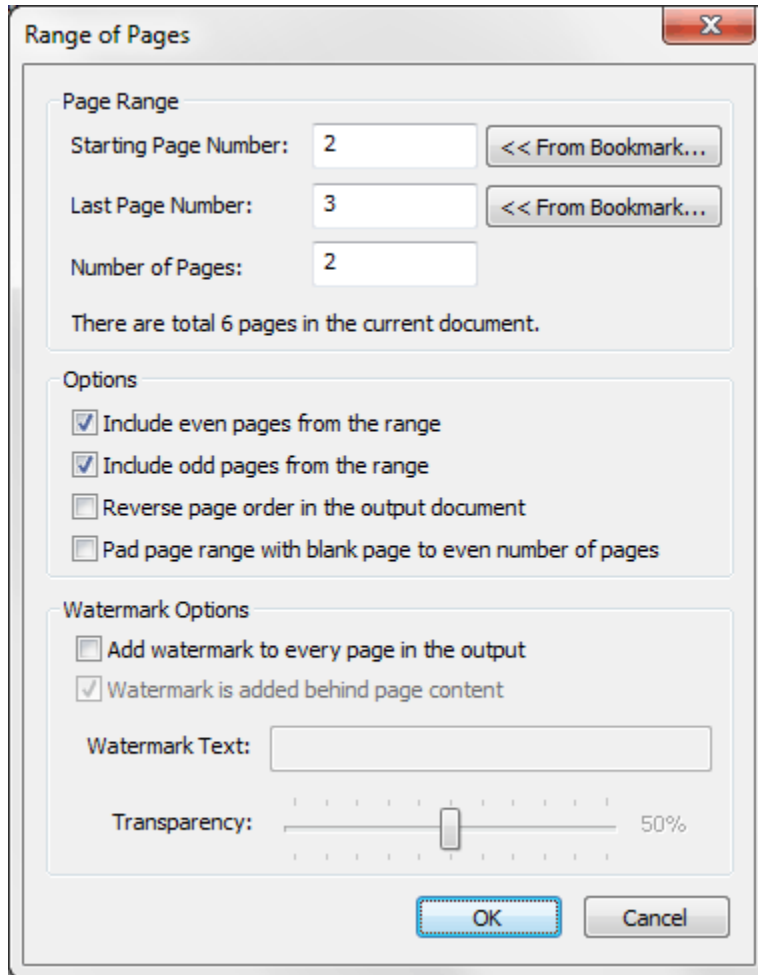 Range of Pages
Page Range
Starting Page Number: 2 << From Bookmark...
Last Page Number: 3 << From Bookmark...
Number of Pages: 2
There are total 6 pages in the current document.
Options
Include even pages from the range
Include odd pages from the range
Reverse page order in the output document
Pad page range with blank page to even number of pages
Watermark Options
Add watermark to every page in the output
Watermark is added behind page content
Watermark Text:
Transparency: 50%
OK Cancel